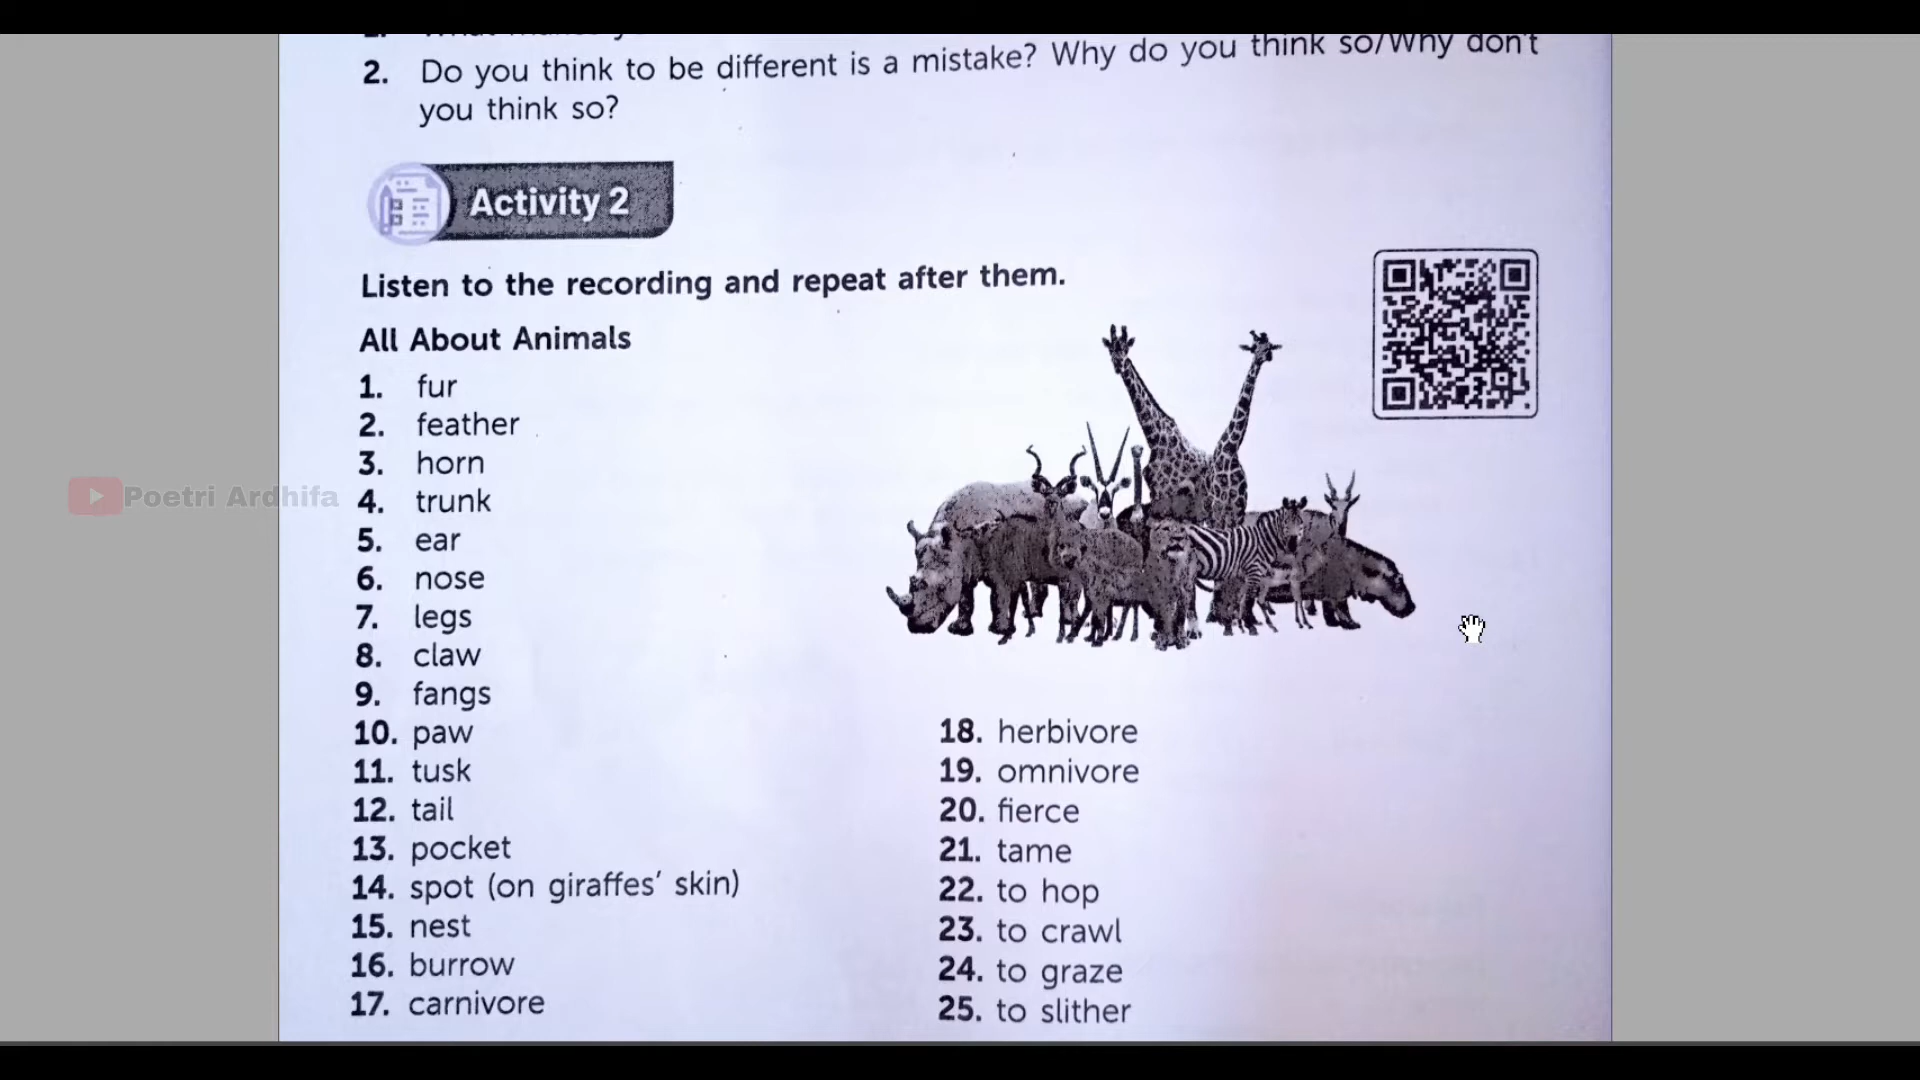 2. Do you think to be different is a mistake? Why do you think so/Why don't
you think so?
Activity 2
Listen to the recording and repeat after them.
All About Animals
1. fur
2. feather
3. horn
4. trunk
5. ear
6. nose
7. legs
8. claw
9. fangs
10. paw
11. tusk
12. tail
13. pocket
14. spot (on giraffes' skin)
15. nest
16. burrow
17. carnivore
18. herbivore
19. omnivore
20. fierce
21. tame
22. to hop
23. to crawl
24. to graze
25. to slither
Poetri Ardhifa